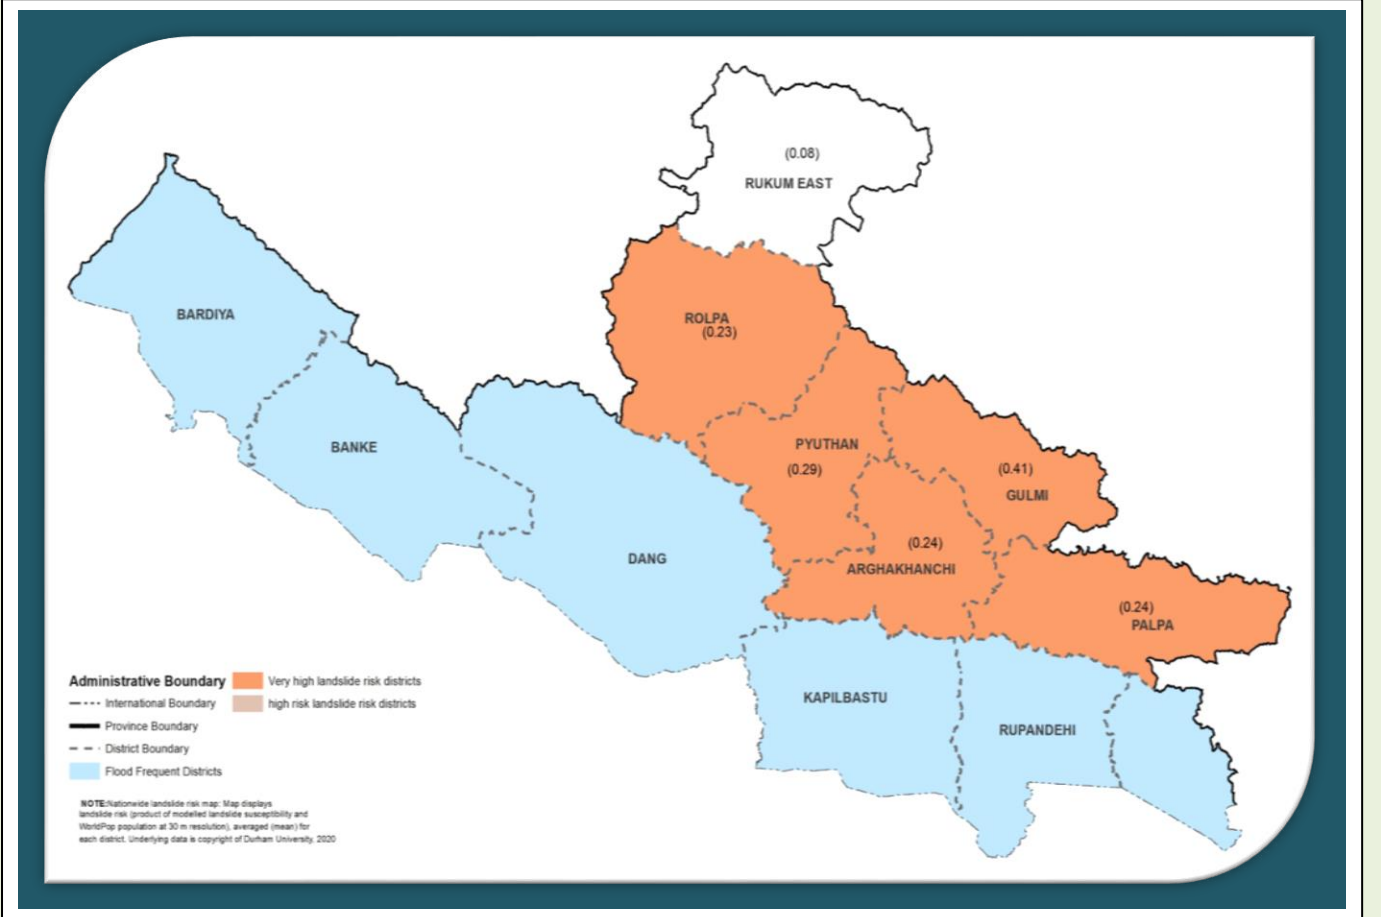 (0.08)
RUKUM EAST
BARDIYA
ROLPA
(0.23)
BANKE
PYUTHAN
(0.29)
(0.41)
GULMI
DANG
(0.24)
ARGHAKHANCHI
(0.24)
PALPA
KAPILBASTU
RUPANDEHI
Administrative Boundary
International Boundary
Province Boundary
District Boundary
Flood Frequent Districts
Very high landslide risk districts
high risk landslide risk districts
NOTE:Nationwide landslide risk map: Map displays
landslide risk (product of modelled landslide susceptibility and
WorldPop population at 30 m resolution), averaged (mean) for
each district. Underlying data is copyright of Durham University, 2020